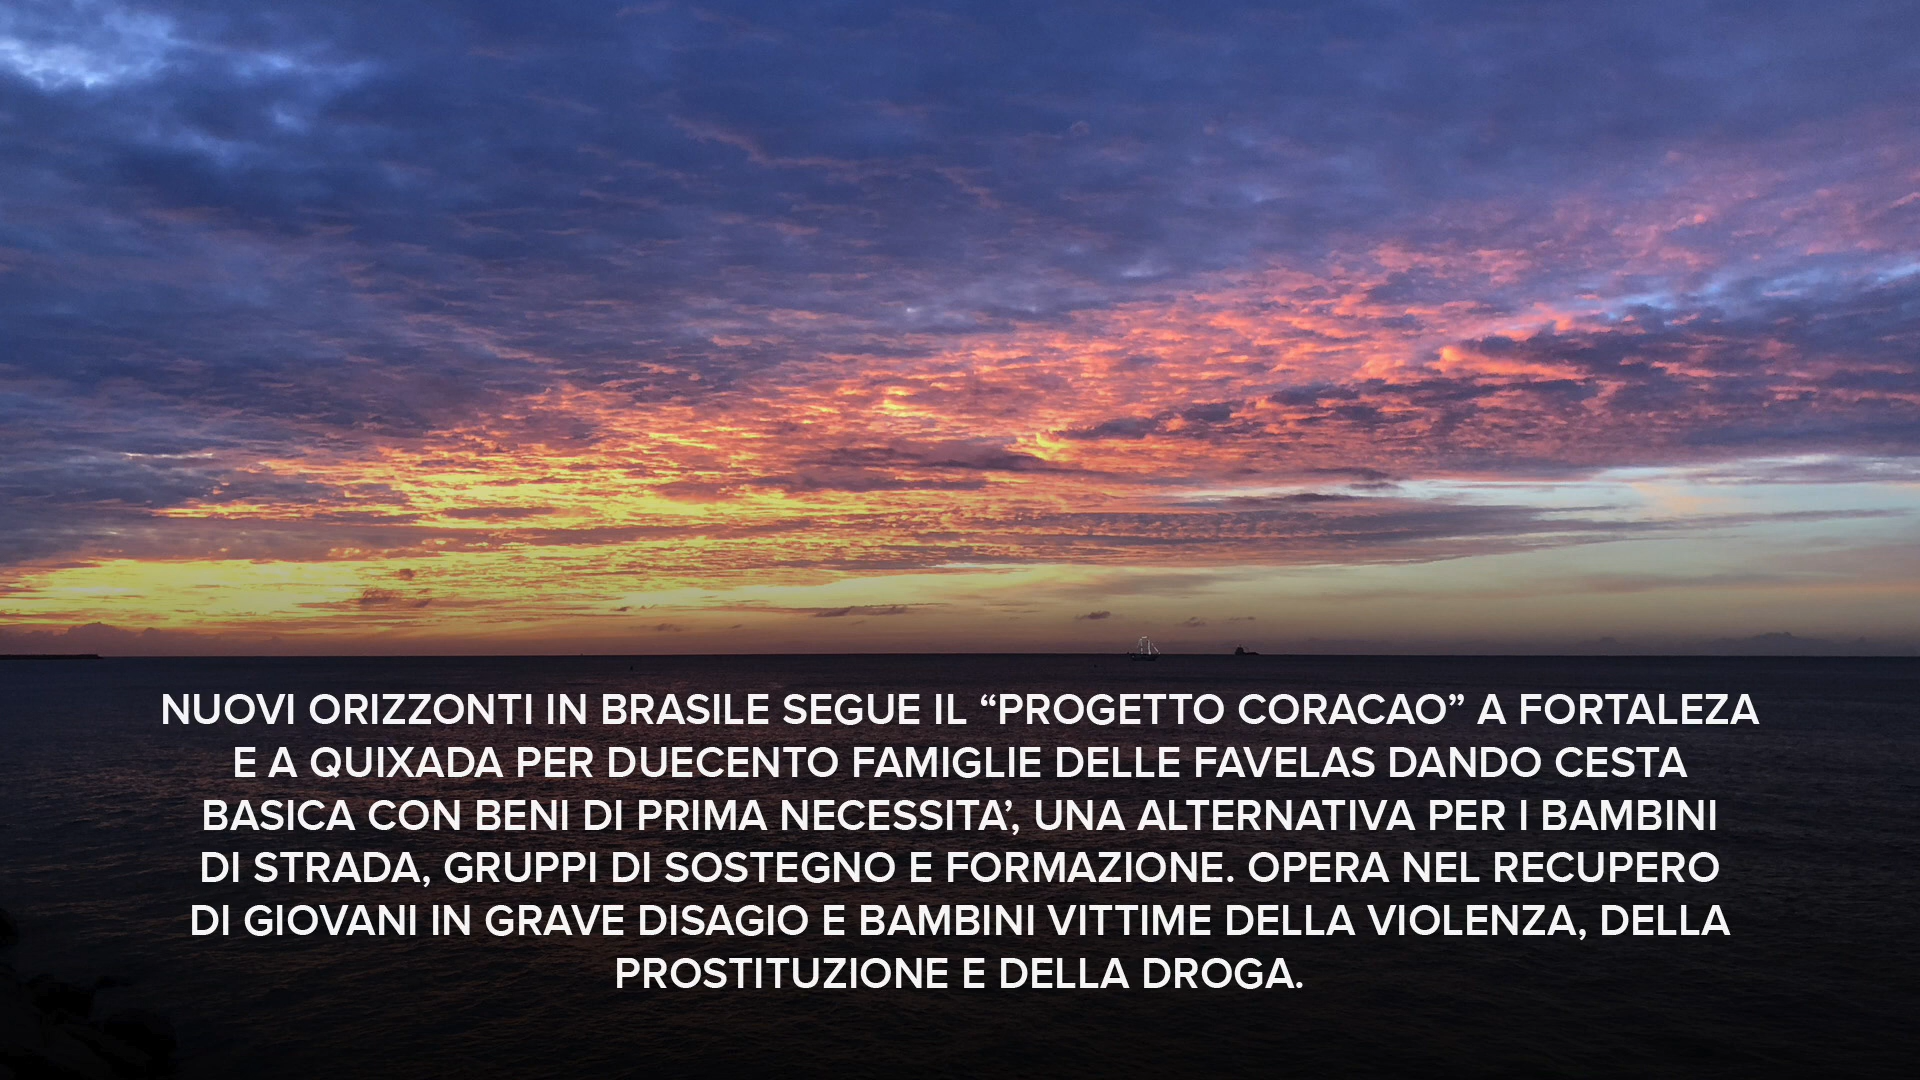 NUOVI ORIZZONTI IN BRASILE SEGUE IL “PROGETTO CORACAO” A FORTALEZA
E A QUIXADA PER DUECENTO FAMIGLIE DELLE FAVELAS DANDO CESTA
BASICA CON BENI DI PRIMA NECESSITA’, UNA ALTERNATIVA PER I BAMBINI
DI STRADA, GRUPPI DI SOSTEGNO E FORMAZIONE. OPERA NEL RECUPERO
DI GIOVANI IN GRAVE DISAGIO E BAMBINI VITTIME DELLA VIOLENZA, DELLA
PROSTITUZIONE E DELLA DROGA.